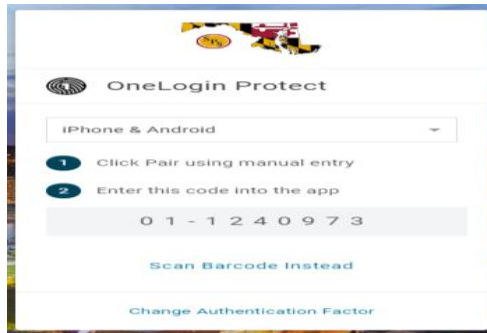 SPS
OneLogin Protect
iPhone & Android
1 Click Pair using manual entry
2 Enter this code into the app
01-1240973
Scan Barcode Instead
Change Authentication Factor